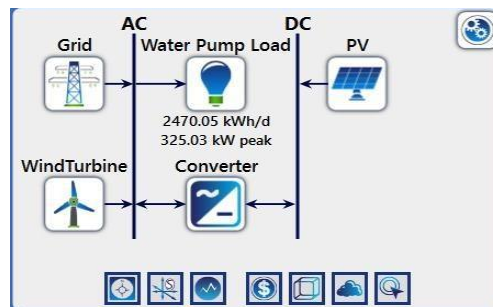 AC DC
Grid Water Pump Load PV
2470.05 kWh/d
325.03 kW peak
WindTurbine Converter